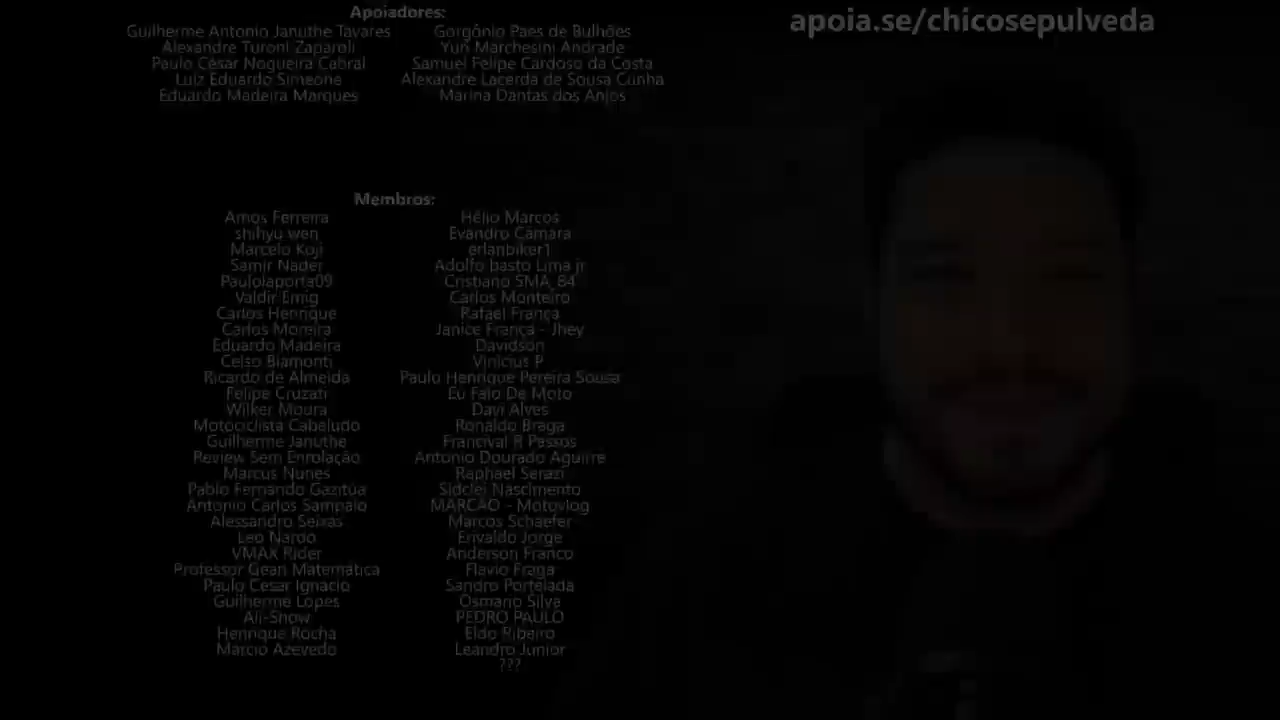 Apoiadores:
Guilherme Antonio Januthe Tavares
Alexandre Turoni Zaparoli
Paulo César Nogueira Cabral
Luiz Eduardo Simeone
Eduardo Madeira Marques
Gorgônio Paes de Bulhões
Yuri Marchesini Andrade
Samuel Felipe Cardoso da Costa
Alexandre Lacerda de Sousa Cunha
Marina Dantas dos Anjos
apoia.se/chicosepulveda
Membros:
Amos Ferreira
shihyu wen
Marcelo Koji
Samir Nader
Paulolaporta09
Valdir Emig
Carlos Henrique
Carlos Moreira
Eduardo Madeira
Celso Biamonti
Ricardo de Almeida
Felipe Cruzati
Wilker Moura
Motociclista Cabeludo
Guilherme Januthe
Review Sem Enrolação
Marcus Nunes
Pablo Fernando Gazitúa
Antonio Carlos Sampaio
Alessandro Seixas
Leo Nardo
VMAX Rider
Professor Gean Matemática
Paulo Cesar Ignacio
Guilherme Lopes
Ali-Show
Henrique Rocha
Marcio Azevedo
Hélio Marcos
Evandro Câmara
erlanbiker1
Adolfo basto Lima jr
Cristiano SMA_84
Carlos Monteiro
Rafael França
Janice França - Jhey
Davidson
Vinicius P
Paulo Henrique Pereira Sousa
Eu Falo De Moto
Davi Alves
Ronaldo Braga
Francival R Passos
Antonio Dourado Aguirre
Raphael Serazi
Sidclei Nascimento
MARCÃO - Motovlog
Marcos Schaefer
Erivaldo Jorge
Anderson Franco
Flavio Fraga
Sandro Portelada
Osmano Silva
PEDRO PAULO
Eldo Ribeiro
Leandro Junior
???